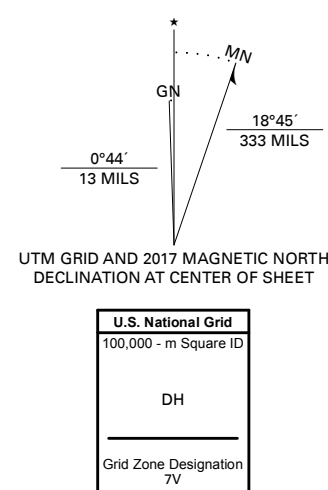 ★
MN
GN
18°45´
333 MILS
0°44´
13 MILS
UTM GRID AND 2017 MAGNETIC NORTH
DECLINATION AT CENTER OF SHEET
U.S. National Grid
100,000 - m Square ID
DH
Grid Zone Designation
7V